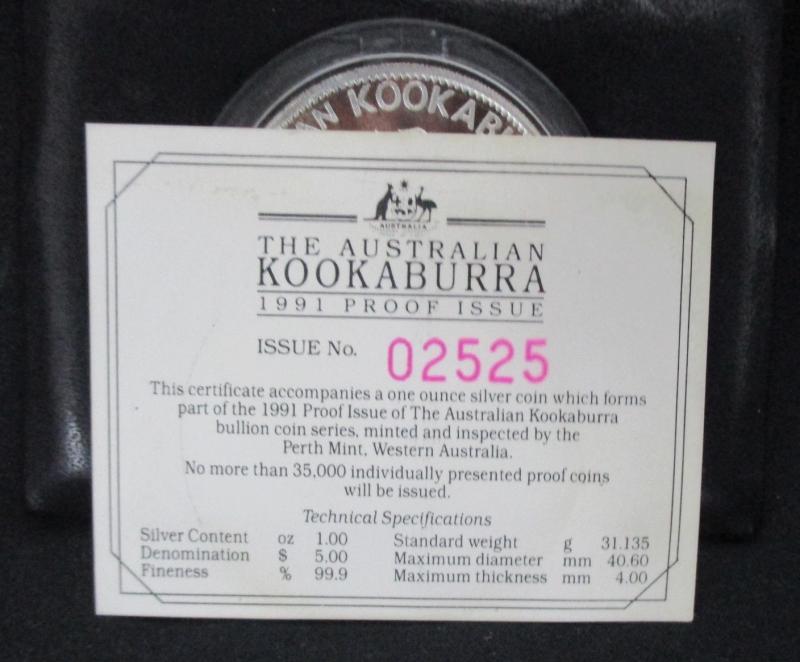 AN KOOKAB
AUSTRALIA
THE AUSTRALIAN
KOOKABURRA
1991 PROOF ISSUE
ISSUE No. 02525
This certificate accompanies a one ounce silver coin which forms
part of the 1991 Proof Issue of The Australian Kookaburra
bullion coin series, minted and inspected by the
Perth Mint, Western Australia.
No more than 35,000 individually presented proof coins
will be issued.
Technical Specifications
Silver Content oz 1.00 Standard weight g 31.135
Denomination $ 5.00 Maximum diameter mm 40.60
Fineness % 99.9 Maximum thickness mm 4.00